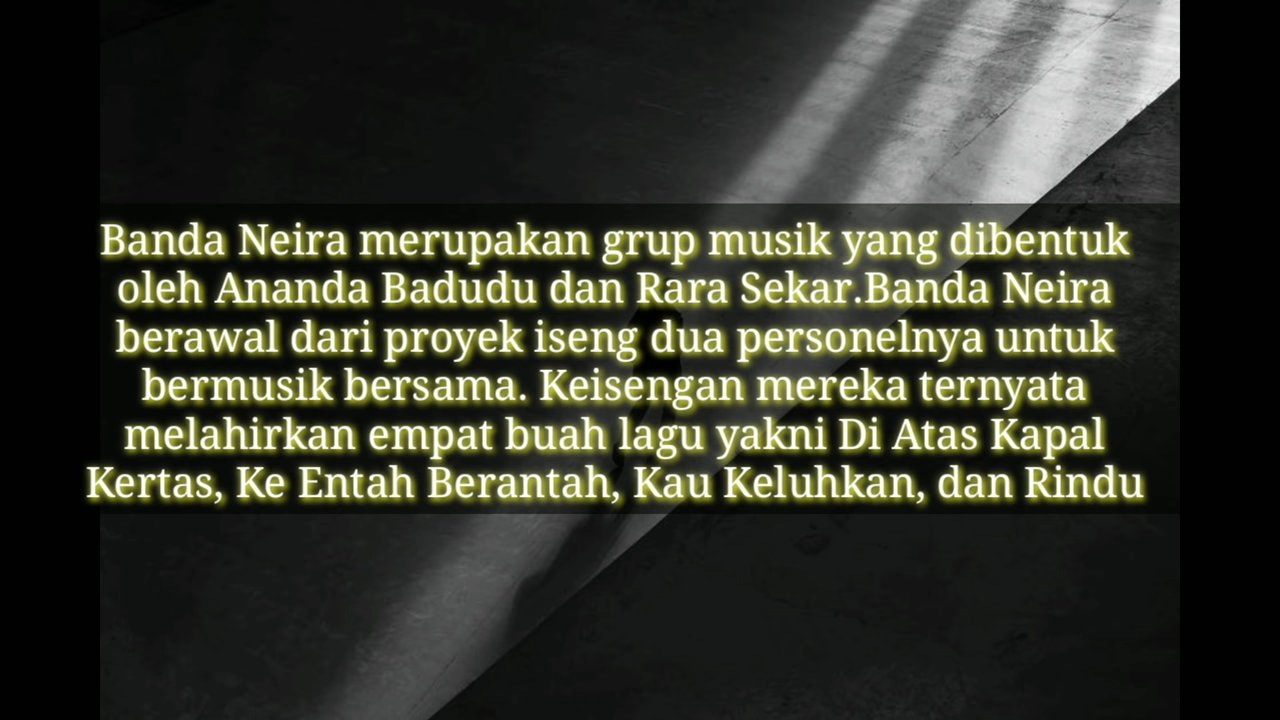 Banda Neira merupakan grup musik yang dibentuk
oleh Ananda Badudu dan Rara Sekar.Banda Neira
berawal dari proyek iseng dua personelnya untuk
bermusik bersama. Keisengan mereka ternyata
melahirkan empat buah lagu yakni Di Atas Kapal
Kertas, Ke Entah Berantah, Kau Keluhkan, dan Rindu